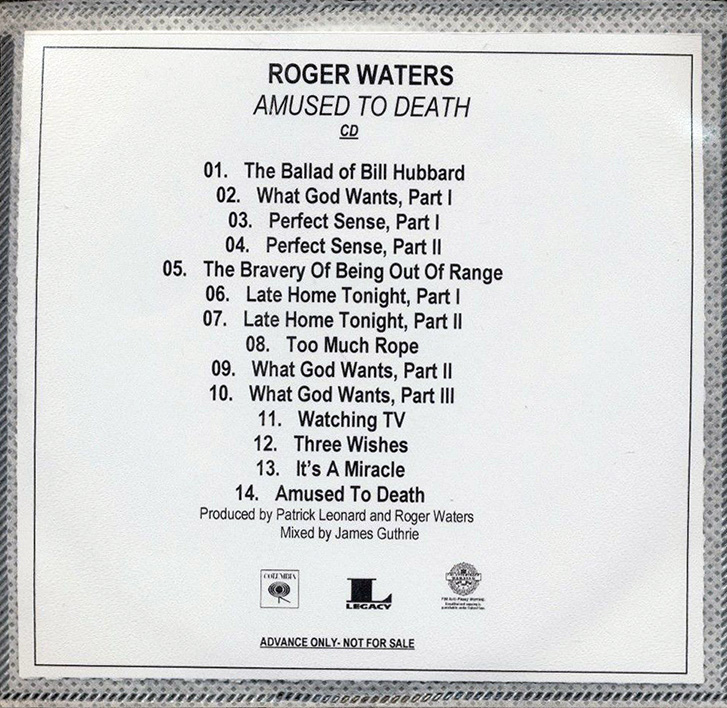 ROGER WATERS
AMUSED TO DEATH
CD
01. The Ballad of Bill Hubbard
02. What God Wants, Part I
03. Perfect Sense, Part I
04. Perfect Sense, Part II
05. The Bravery Of Being Out Of Range
06. Late Home Tonight, Part I
07. Late Home Tonight, Part II
08. Too Much Rope
09. What God Wants, Part II
10. What God Wants, Part III
11. Watching TV
12. Three Wishes
13. It's A Miracle
14. Amused To Death
Produced by Patrick Leonard and Roger Waters
Mixed by James Guthrie
COLUMBIA
L
LEGACY
FBI Anti-Piracy Warning:
ADVANCE ONLY- NOT FOR SALE